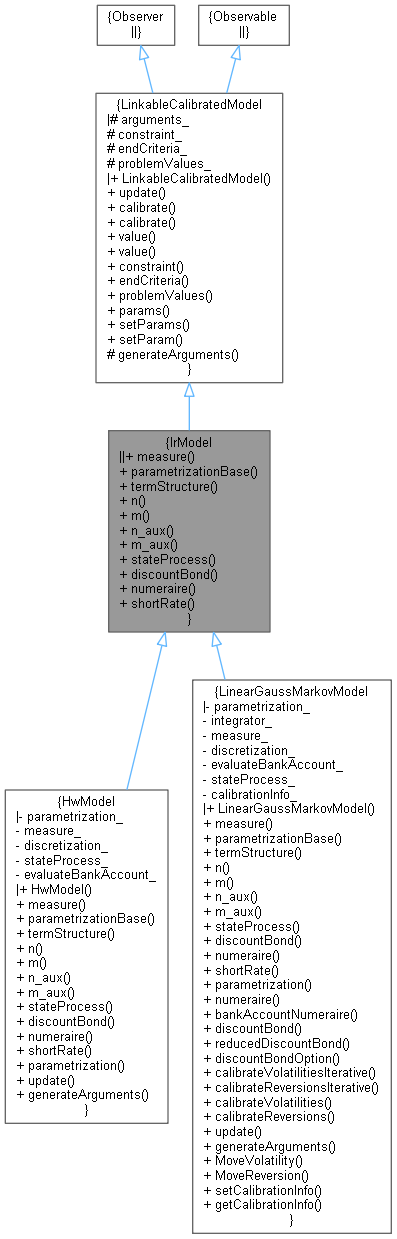 {Observer
||}
{Observable
||}
{LinkableCalibratedModel
|# arguments_
# constraint_
# endCriteria_
# problemValues_
|+ LinkableCalibratedModel()
+ update()
+ calibrate()
+ calibrate()
+ value()
+ value()
+ constraint()
+ endCriteria()
+ problemValues()
+ params()
+ setParams()
+ setParam()
# generateArguments()
}
{IrModel
||+ measure()
+ parametrizationBase()
+ termStructure()
+ n()
+ m()
+ n_aux()
+ m_aux()
+ stateProcess()
+ discountBond()
+ numeraire()
+ shortRate()
}
{HwModel
|- parametrization_
- measure_
- discretization_
- stateProcess_
- evaluateBankAccount_
|+ HwModel()
+ measure()
+ parametrizationBase()
+ termStructure()
+ n()
+ m()
+ n_aux()
+ m_aux()
+ stateProcess()
+ discountBond()
+ numeraire()
+ shortRate()
+ parametrization()
+ update()
+ generateArguments()
}
{LinearGaussMarkovModel
|- parametrization_
- integrator_
- measure_
- discretization_
- evaluateBankAccount_
- stateProcess_
- calibrationInfo_
|+ LinearGaussMarkovModel()
+ measure()
+ parametrizationBase()
+ termStructure()
+ n()
+ m()
+ n_aux()
+ m_aux()
+ stateProcess()
+ discountBond()
+ numeraire()
+ shortRate()
+ parametrization()
+ numeraire()
+ bankAccountNumeraire()
+ discountBond()
+ reducedDiscountBond()
+ discountBondOption()
+ calibrateVolatilitiesIterative()
+ calibrateReversionsIterative()
+ calibrateVolatilities()
+ calibrateReversions()
+ update()
+ generateArguments()
+ MoveVolatility()
+ MoveReversion()
+ setCalibrationInfo()
+ getCalibrationInfo()
}